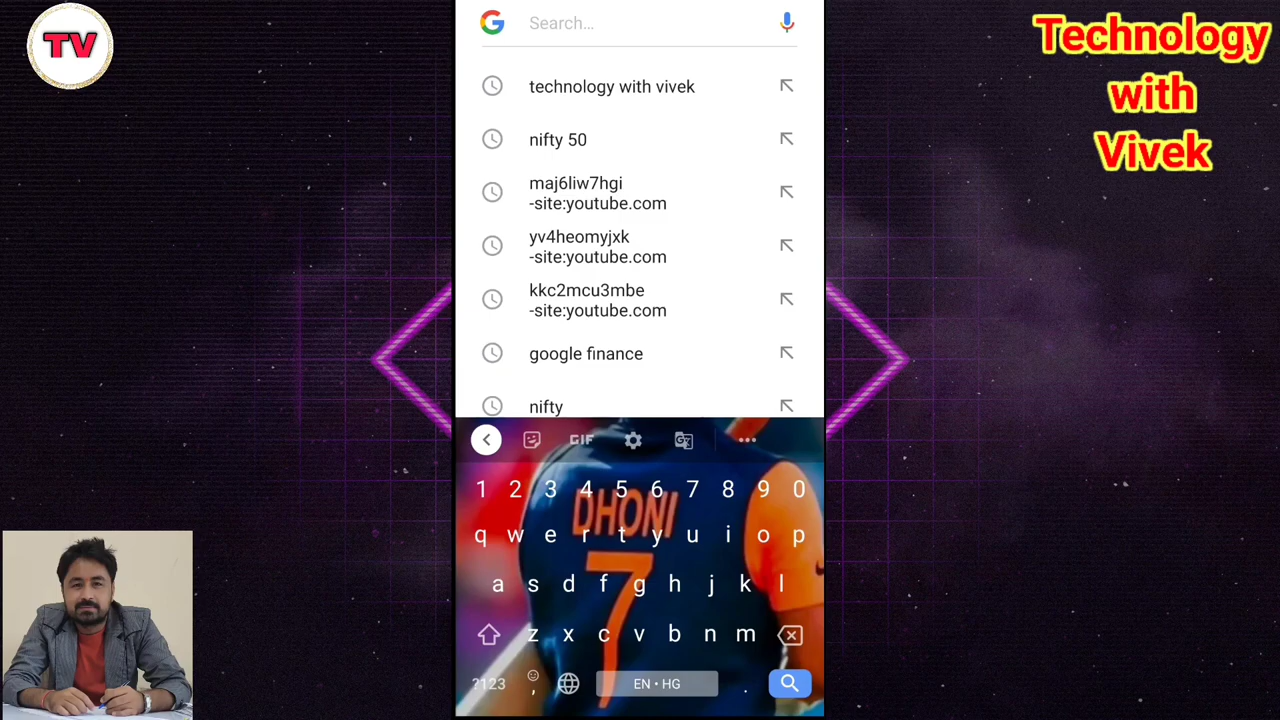 TV
Technology
with
Vivek
Search...
technology with vivek
nifty 50
maj6liw7hgi
-site:youtube.com
yv4heomyjxk
-site:youtube.com
kkc2mcu3mbe
-site:youtube.com
google finance
nifty
GIF
1 2 3 4 5 6 7 8 9 0
q w e r t y u i o p
a s d f g h j k l
z x c v b n m
?123 , EN • HG .
DHONI
7